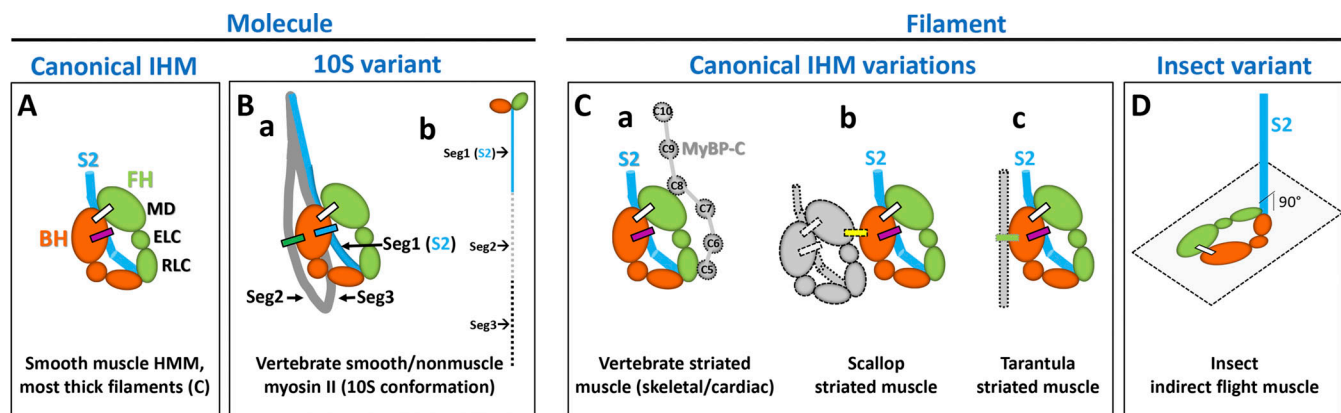 Molecule
Filament
Canonical IHM
10S variant
Canonical IHM variations
Insect variant
A
S2
FH
MD
BH
ELC
RLC
Smooth muscle HMM,
most thick filaments (C)
B
a
b
Seg1 (S2)
Seg2→
Seg3→
Seg1 (S2)
Seg2→
Seg3
Vertebrate smooth/nonmuscle
myosin II (10S conformation)
C
a
C10
C9
MyBP-C
S2
C8
C7
C6
C5
Vertebrate striated
muscle (skeletal/cardiac)
b
S2
Scallop
striated muscle
c
S2
Tarantula
striated muscle
D
S2
90°
Insect
indirect flight muscle